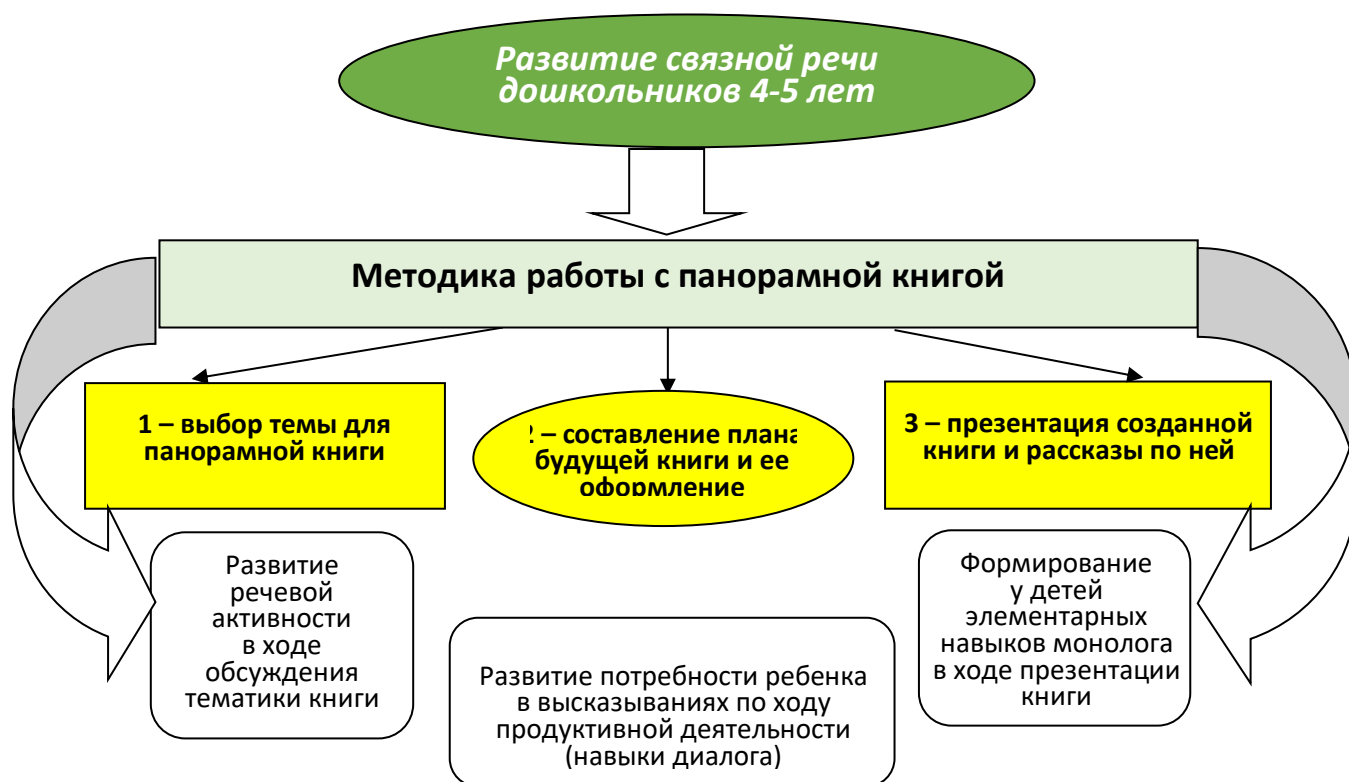 Развитие связной речи
дошкольников 4-5 лет
Методика работы с панорамной книгой
1 – выбор темы для
панорамной книги
– составление плана
будущей книги и ее
оформление
3 – презентация созданной
книги и рассказы по ней
Развитие
речевой
активности
в ходе
обсуждения
тематики книги
Развитие потребности ребенка
в высказываниях по ходу
продуктивной деятельности
(навыки диалога)
Формирование
у детей
элементарных
навыков монолога
в ходе презентации
книги